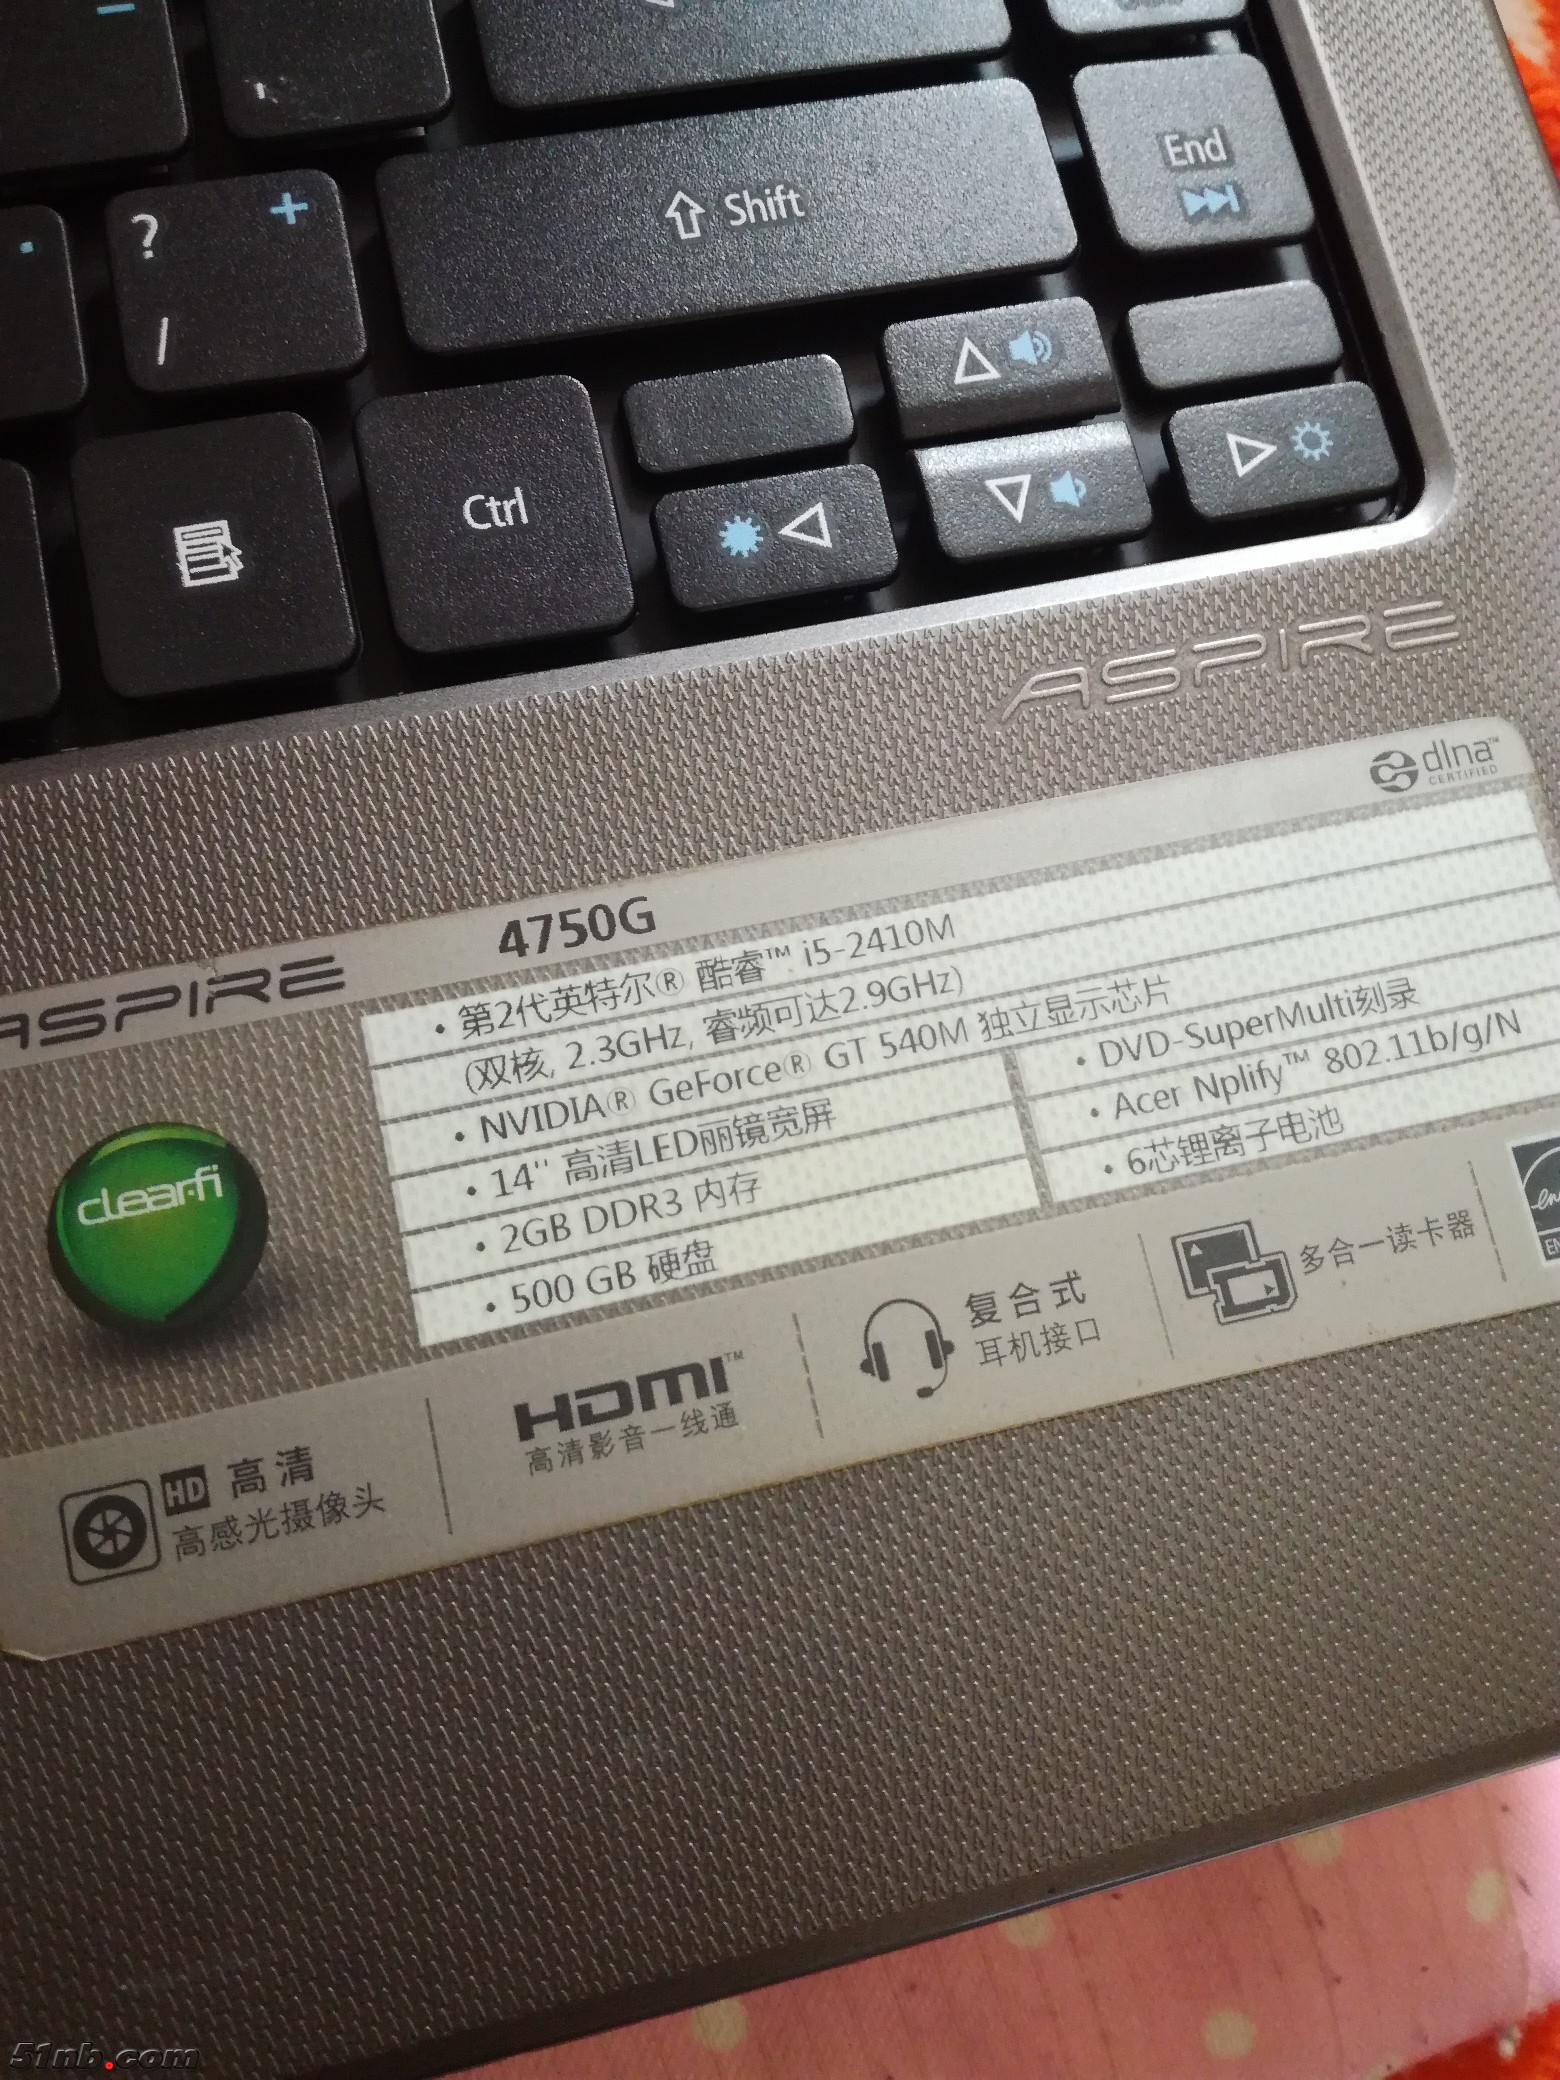 ?
+
/
Shift
End
Ctrl
ASPIRE
dlna™
CERTIFIED
ASPIRE 4750G
• 第2代英特尔® 酷睿™ i5-2410M
(双核, 2.3GHz, 睿频可达2.9GHz)
• NVIDIA® GeForce® GT 540M 独立显示芯片
• 14'' 高清LED丽镜宽屏
• 2GB DDR3 内存
• 500 GB 硬盘
• DVD-SuperMulti刻录
• Acer Nplify™ 802.11b/g/N
• 6芯锂离子电池
clear.fi
HD 高清
高感光摄像头
HDMI™
高清影音一线通
复合式
耳机接口
多合一读卡器
51nb.com